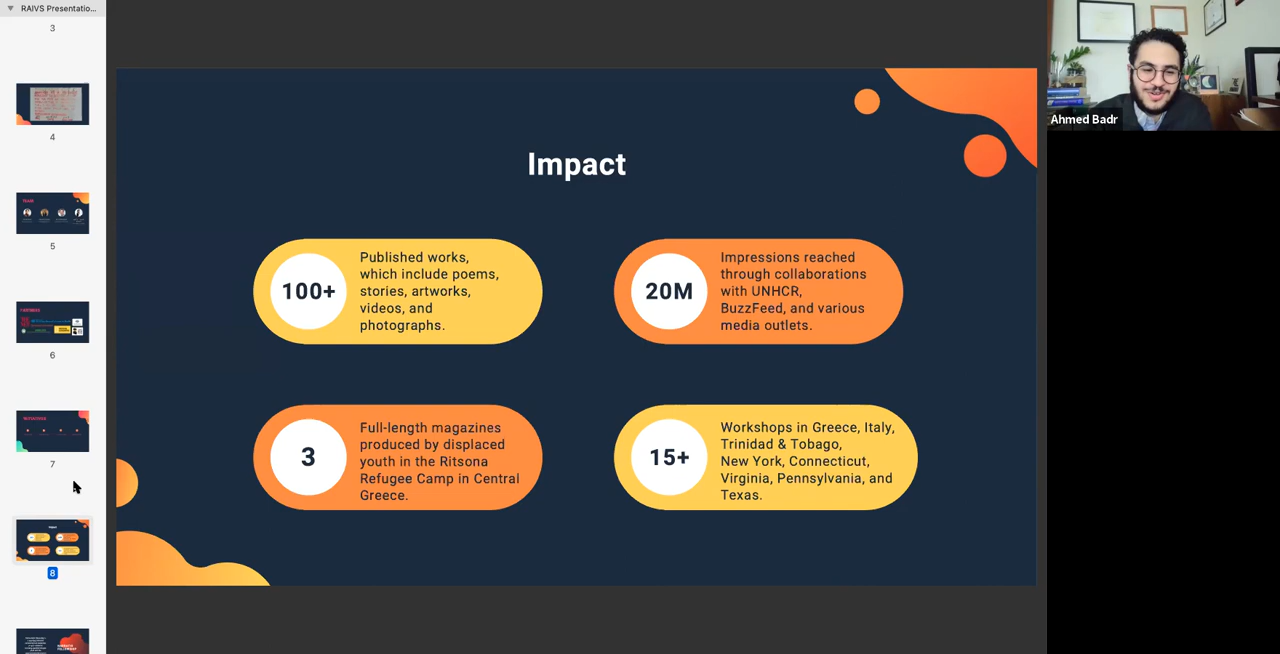 RAIVS Presentatio...
3
4
TEAM
5
6
7
8
Impact
100+
Published works,
which include poems,
stories, artworks,
videos, and
photographs.
20M
Impressions reached
through collaborations
with UNHCR,
BuzzFeed, and various
media outlets.
3
Full-length magazines
produced by displaced
youth in the Ritsona
Refugee Camp in Central
Greece.
15+
Workshops in Greece, Italy,
Trinidad & Tobago,
New York, Connecticut,
Virginia, Pennsylvania, and
Texas.
Ahmed Badr